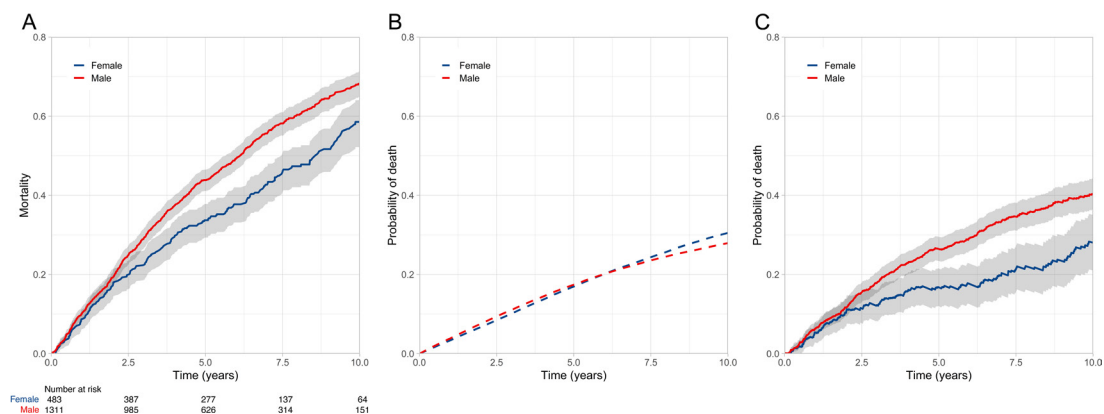 A
0.8
0.6
0.4
0.2
0.0
Mortality
Female
Male
0.0 2.5 5.0 7.5 10.0
Time (years)
Number at risk
Female 483 387 277 137 64
Male 1311 985 626 314 151
B
0.8
0.6
0.4
0.2
0.0
Probability of death
Female
Male
0.0 2.5 5.0 7.5 10.0
Time (years)
C
0.8
0.6
0.4
0.2
0.0
Probability of death
Female
Male
0.0 2.5 5.0 7.5 10.0
Time (years)